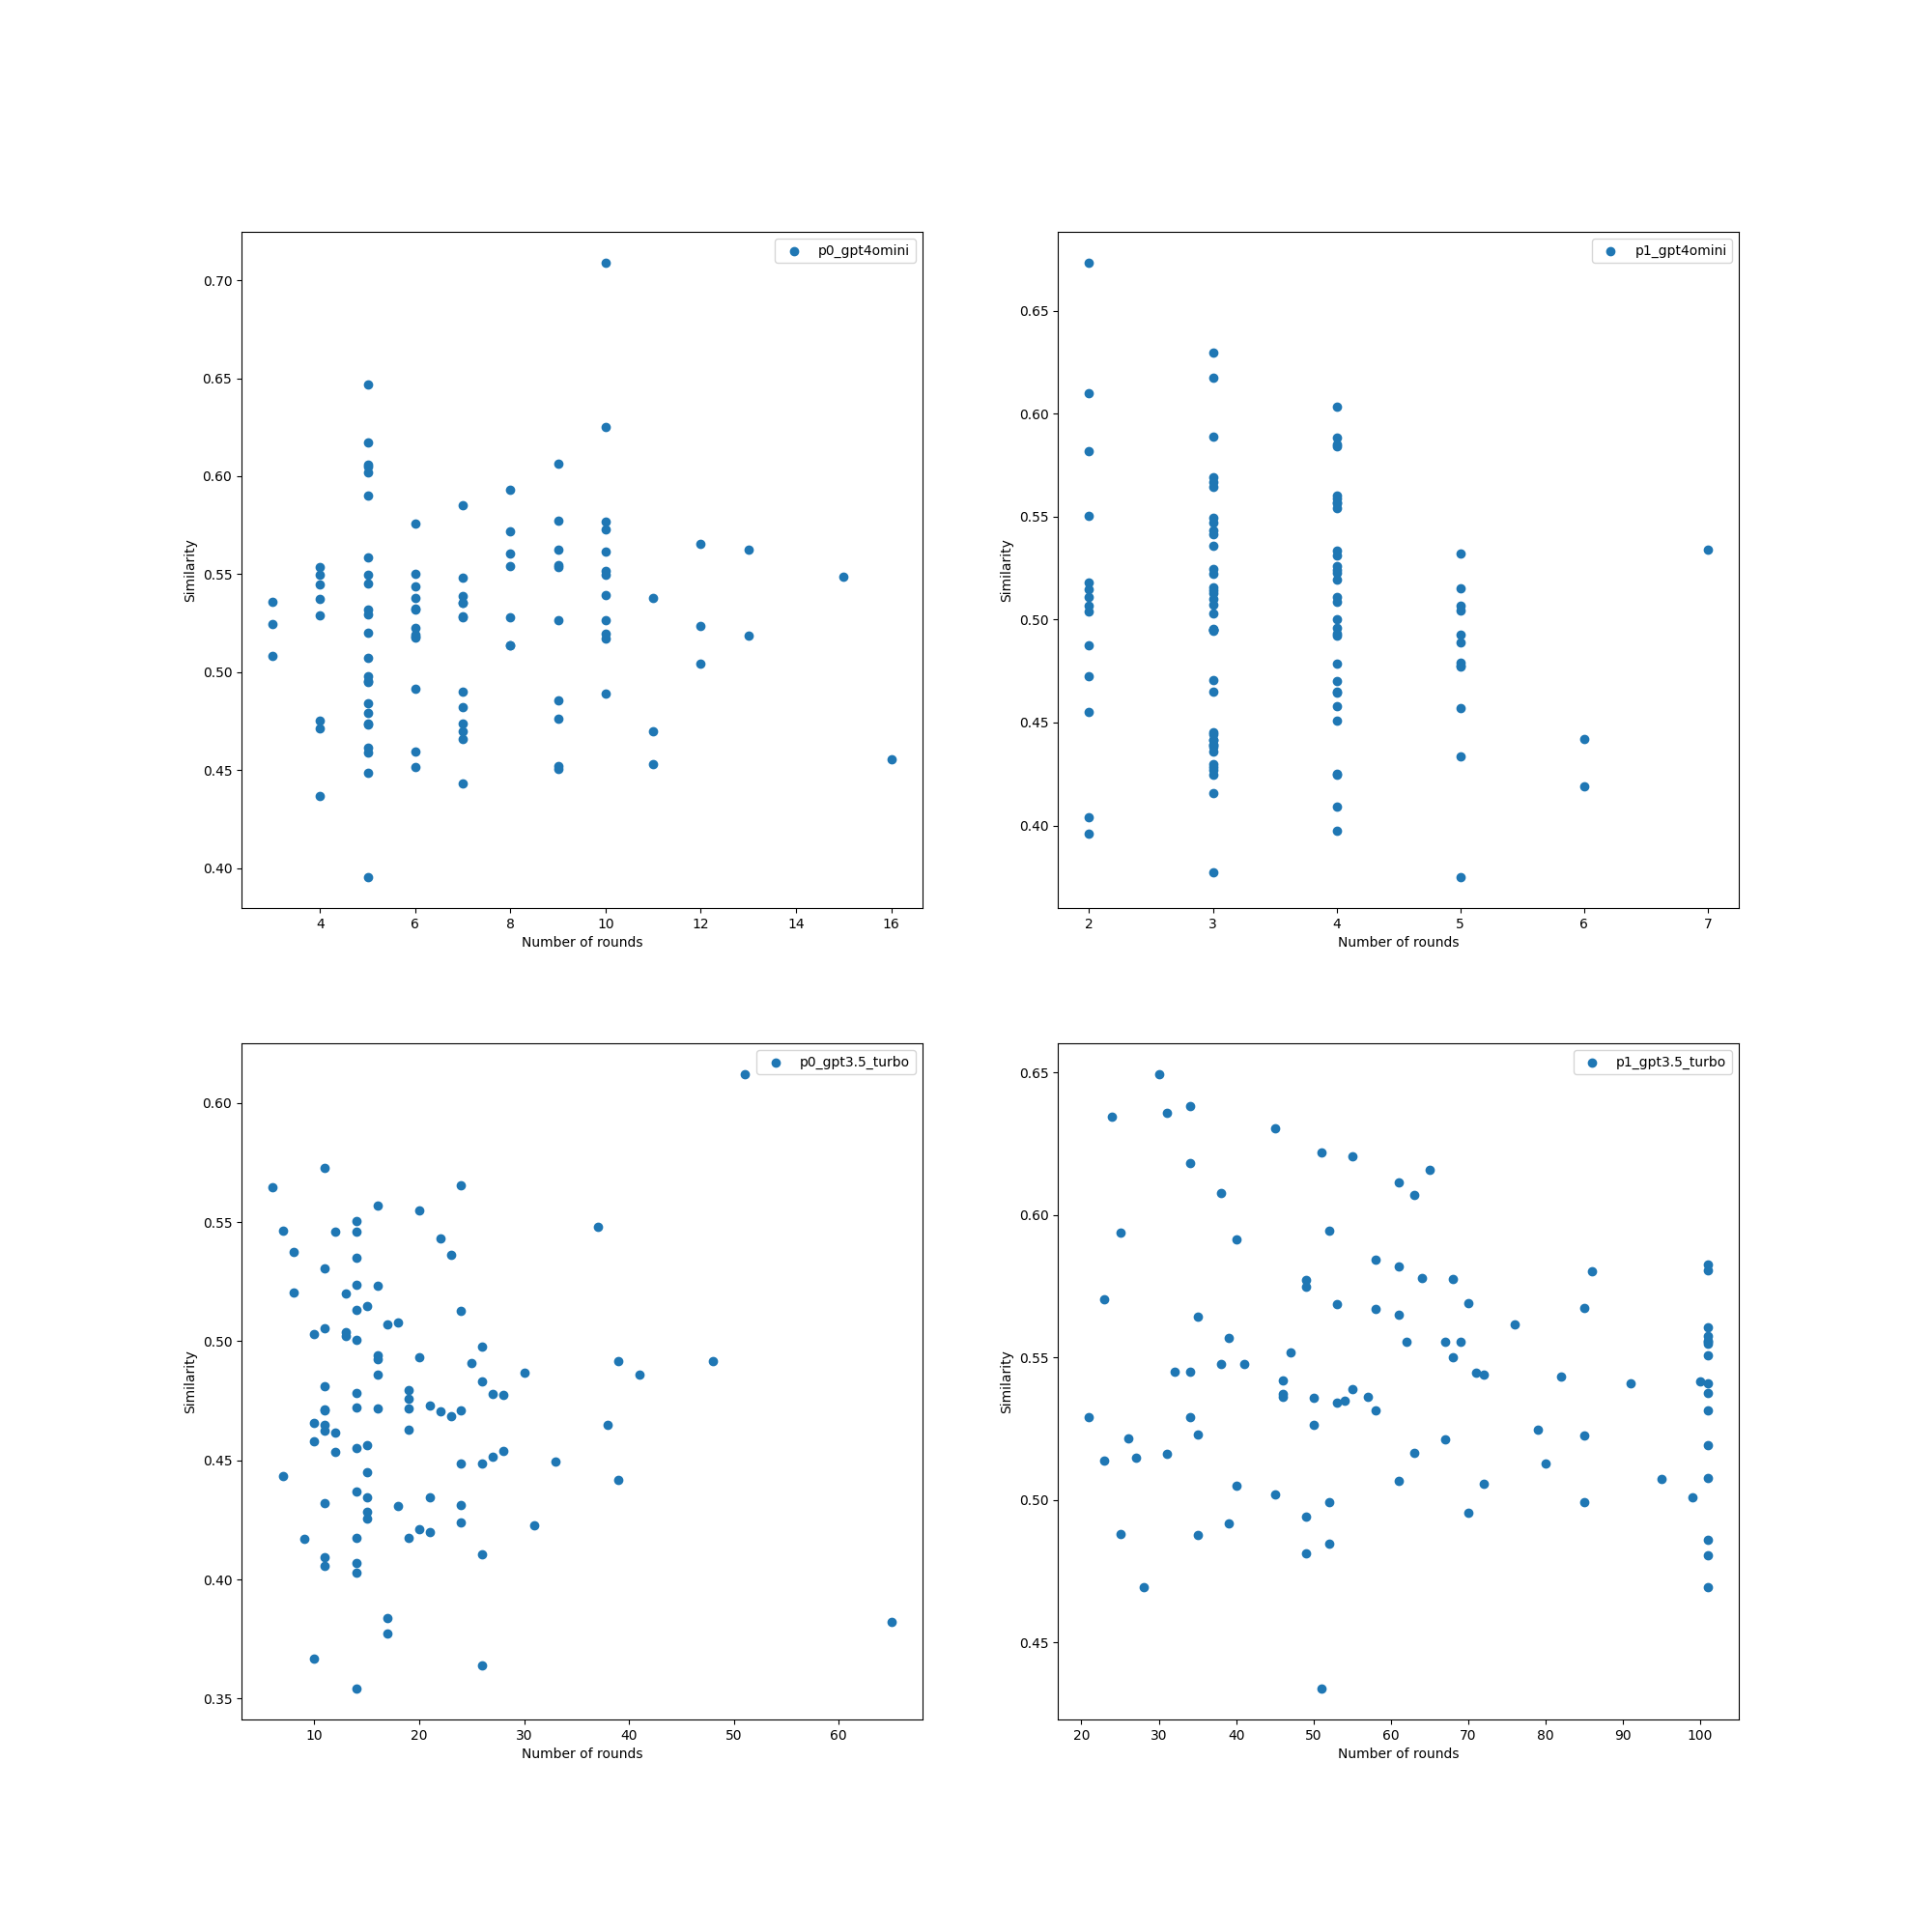 p0_gpt4omini
0.70
0.65
0.60
0.55
0.50
0.45
0.40
Similarity
4 6 8 10 12 14 16
Number of rounds
p1_gpt4omini
0.65
0.60
0.55
0.50
0.45
0.40
Similarity
2 3 4 5 6 7
Number of rounds
p0_gpt3.5_turbo
0.60
0.55
0.50
0.45
0.40
0.35
Similarity
10 20 30 40 50 60
Number of rounds
p1_gpt3.5_turbo
0.65
0.60
0.55
0.50
0.45
Similarity
20 30 40 50 60 70 80 90 100
Number of rounds